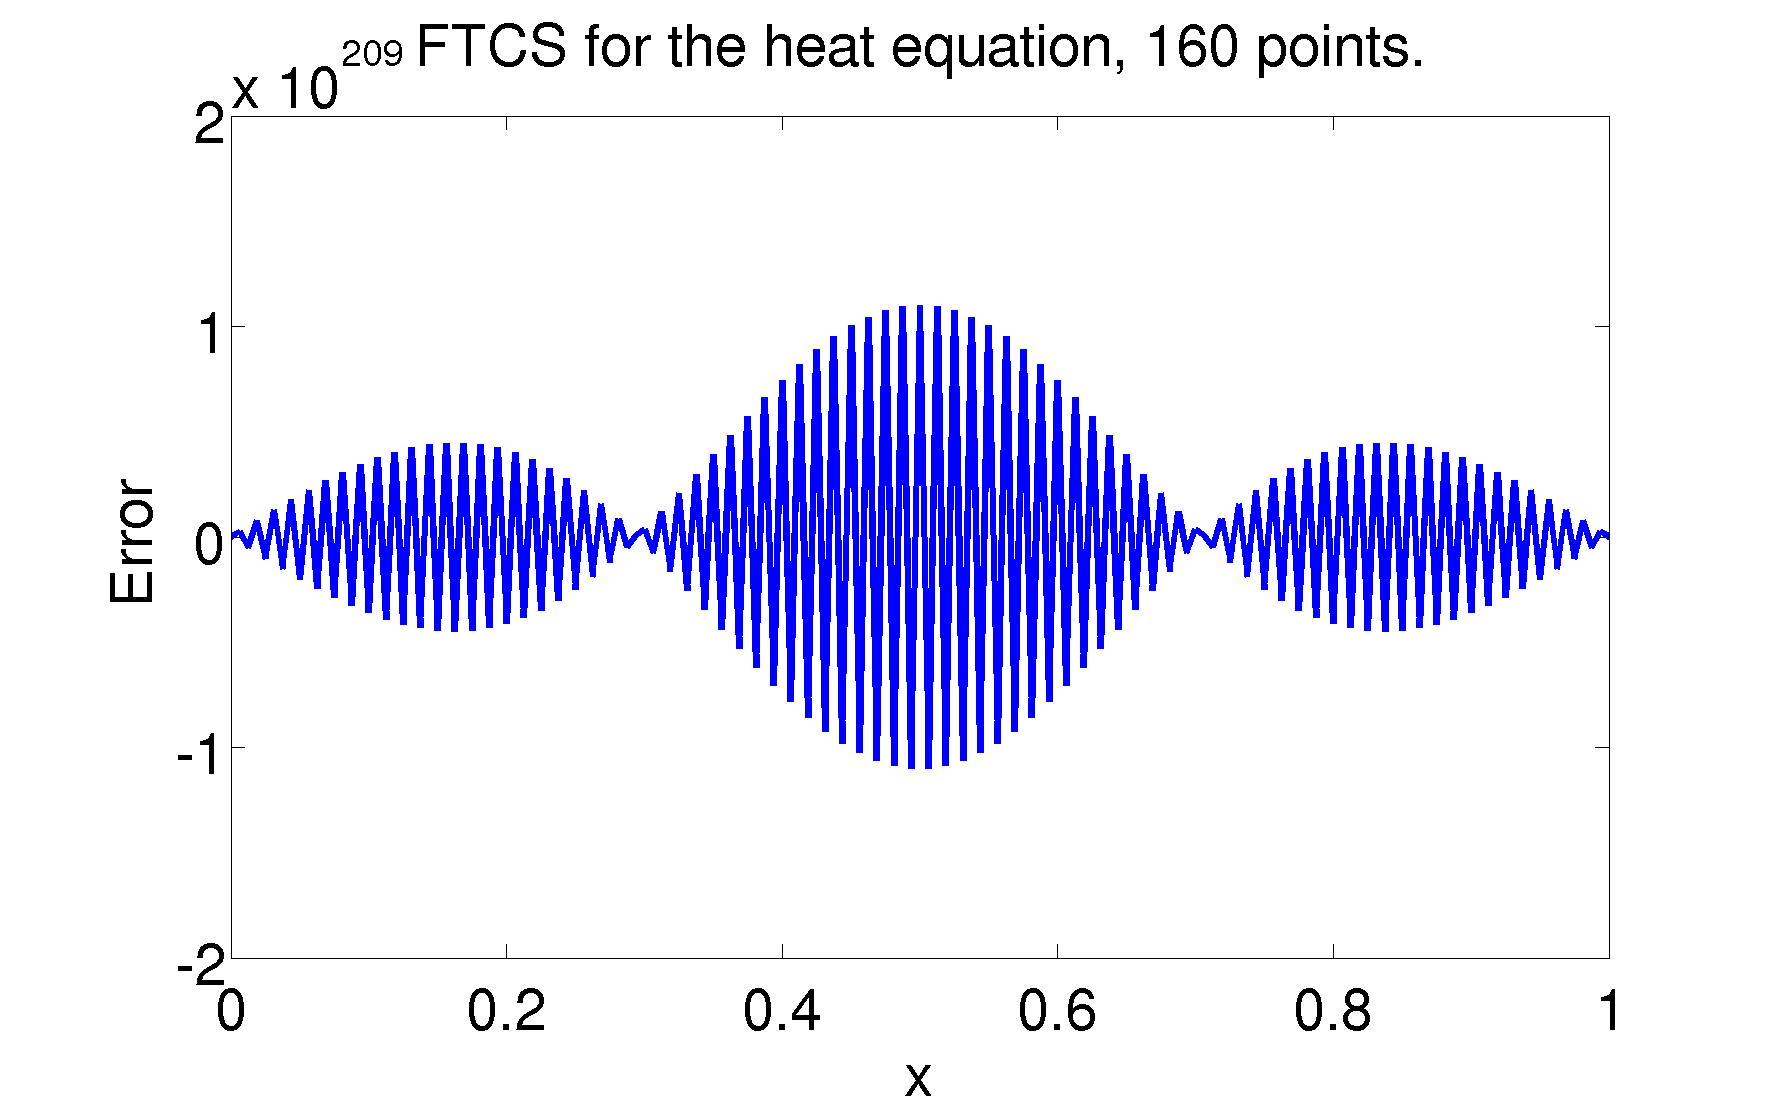 FTCS for the heat equation, 160 points.
x 10^209
2
1
0
-1
-2
Error
0 0.2 0.4 0.6 0.8 1
x